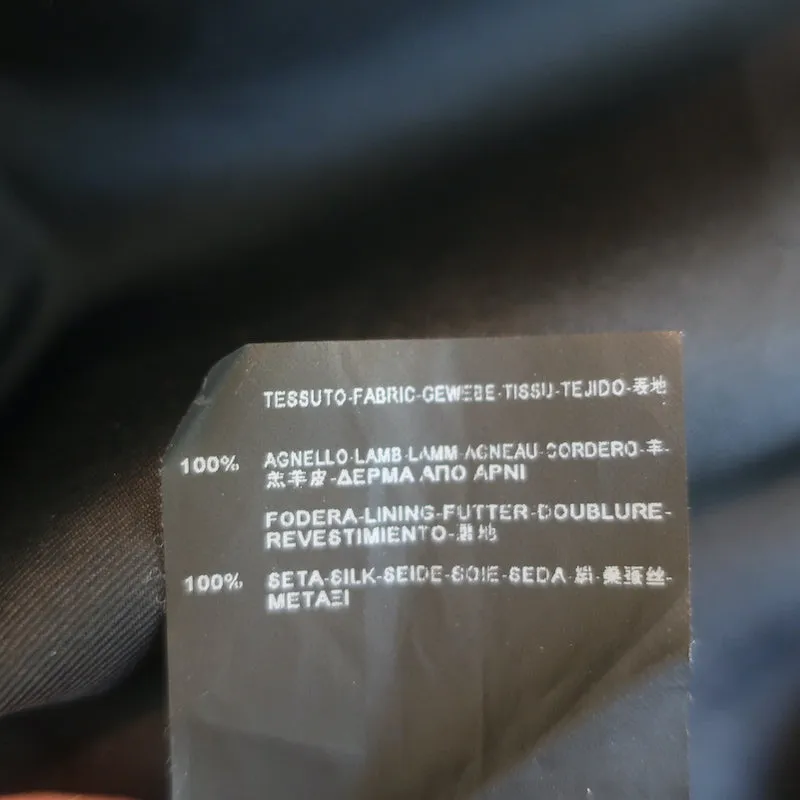 TESSUTO-FABRIC-GEWEBE-TISSU-TEJIDO-表地
100% AGNELLO-LAMB-LAMM-AGNEAU-CORDERO-羊-
羔羊皮-ΔΕΡΜΑ ΑΠΟ ΑΡΝΙ
FODERA-LINING-FUTTER-DOUBLURE-
REVESTIMIENTO-裏地
100% SETA-SILK-SEIDE-SOIE-SEDA-絹-桑蚕丝-
ΜΕΤΑΞΙ